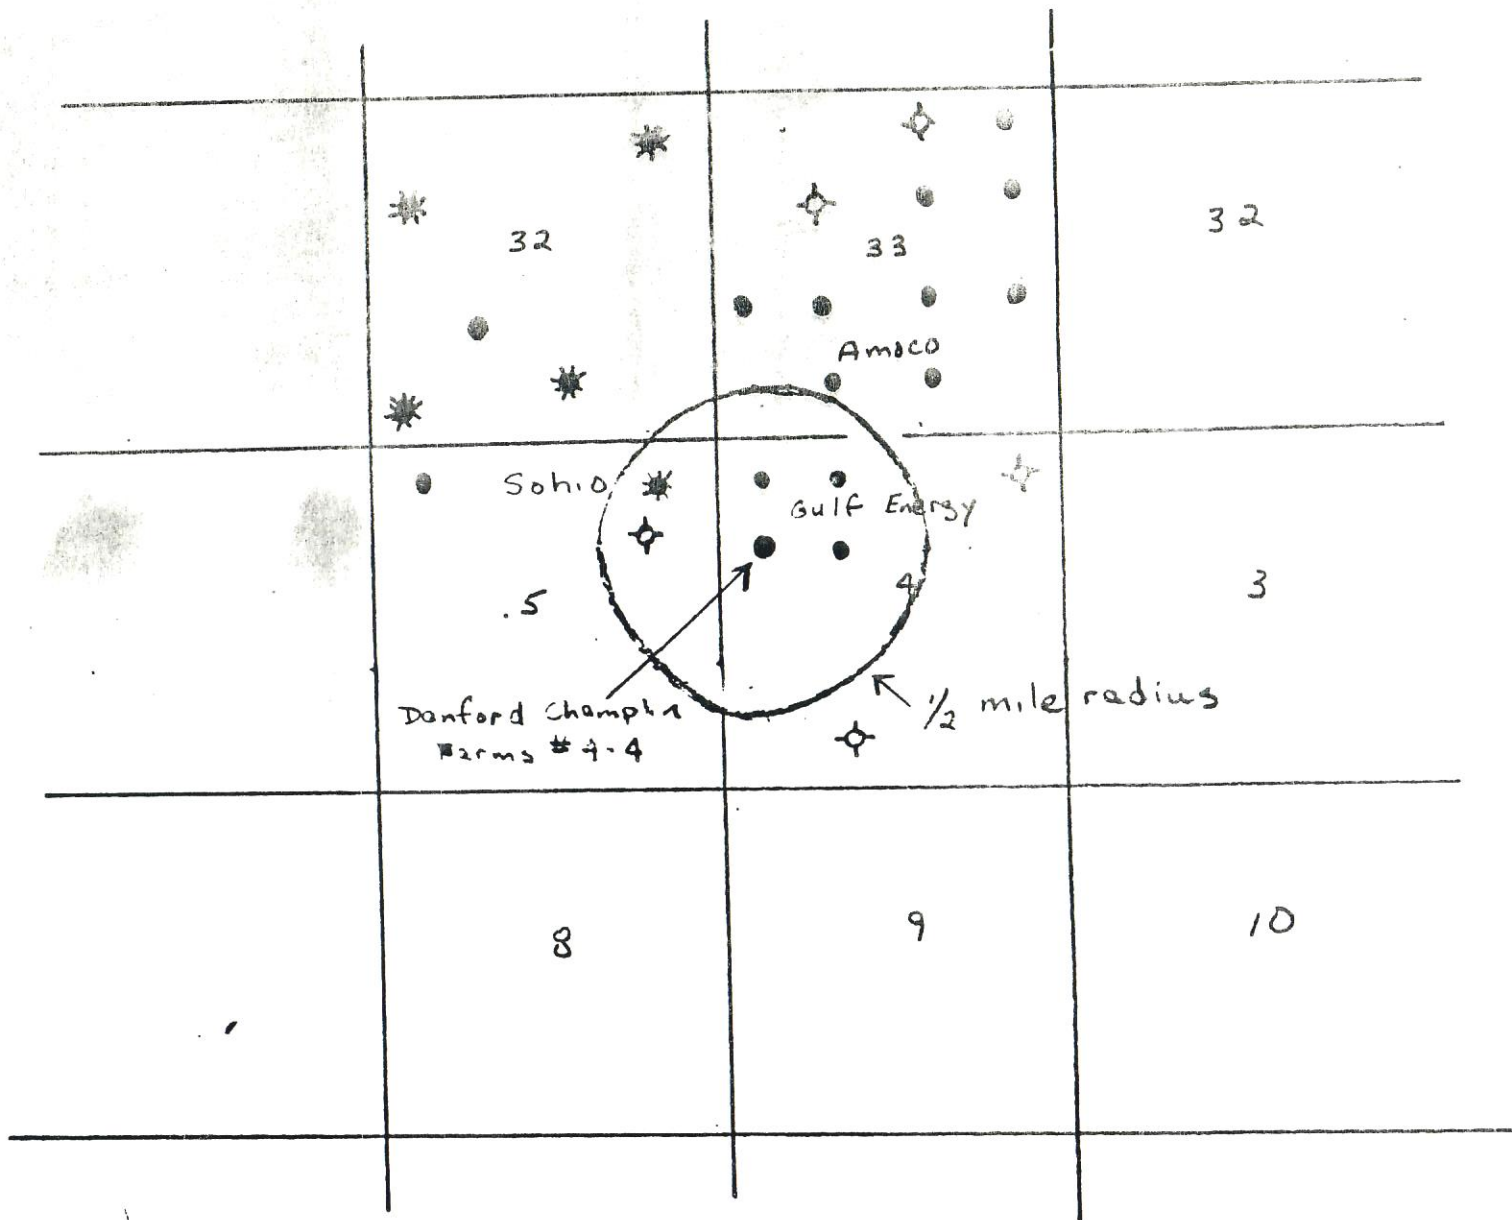 32
33
32
Amoco
Sohio
Gulf Energy
.5
4
3
Danford Champlin
Farms # 4-4
1/2 mile radius
8
9
10